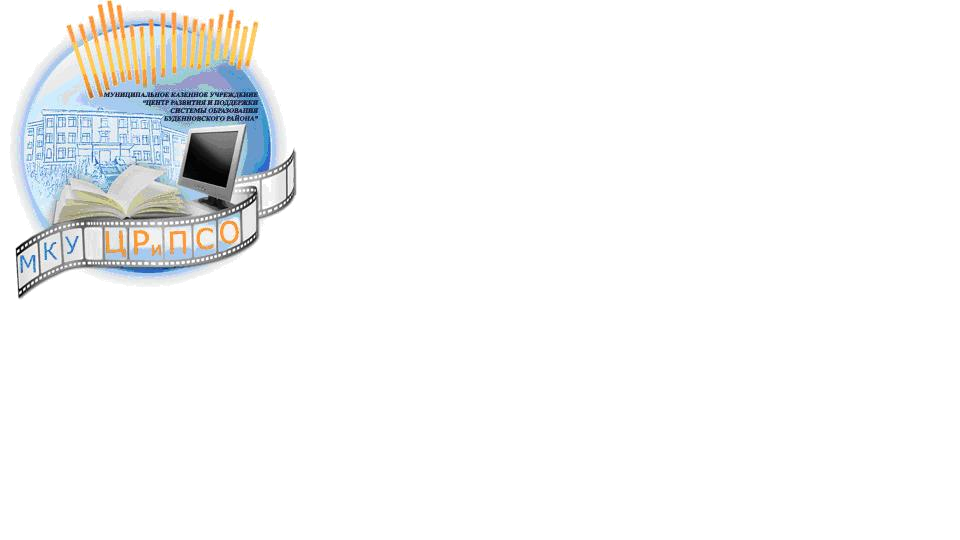 МУНИЦИПАЛЬНОЕ КАЗЕННОЕ УЧРЕЖДЕНИЕ
"ЦЕНТР РАЗВИТИЯ И ПОДДЕРЖКИ
СИСТЕМЫ ОБРАЗОВАНИЯ
БУДЕННОВСКОГО РАЙОНА"
МКУ ЦРиПСО